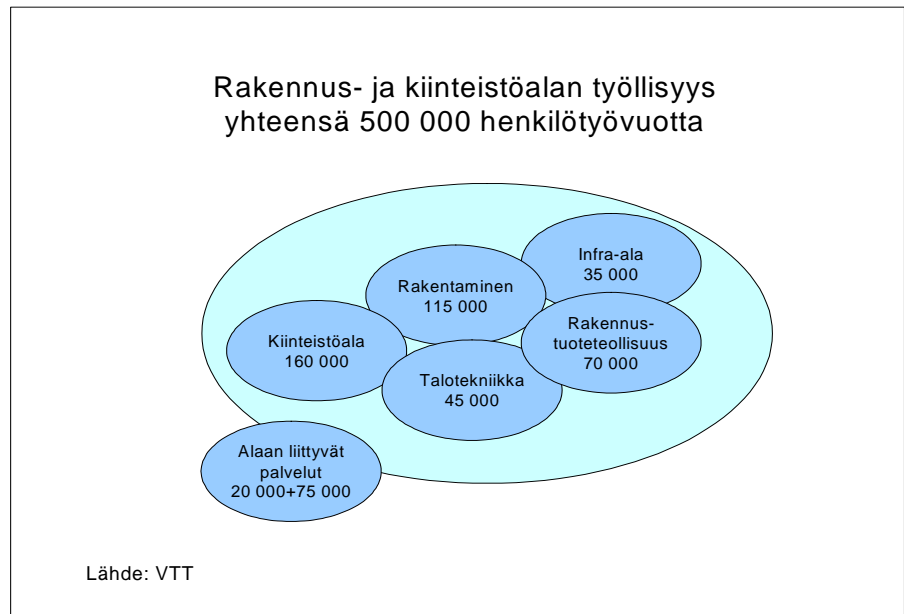 Rakennus- ja kiinteistöalan työllisyys
yhteensä 500 000 henkilötyövuotta
Infra-ala
35 000
Rakentaminen
115 000
Rakennus-
tuoteteollisuus
70 000
Kiinteistöala
160 000
Talotekniikka
45 000
Alaan liittyvät
palvelut
20 000+75 000
Lähde: VTT